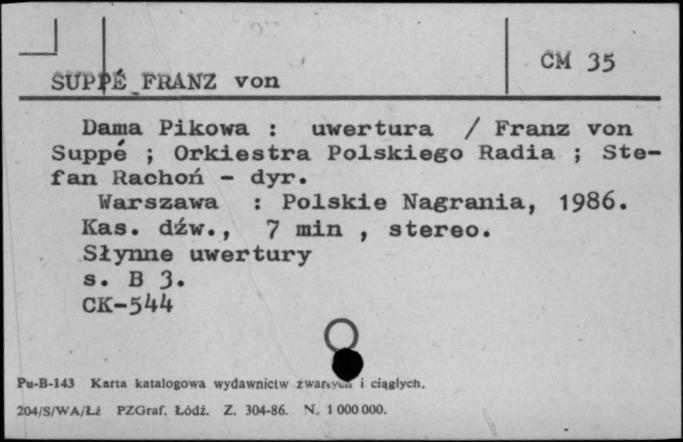 CM 35
SUPPÉ FRANZ von
Dama Pikowa : uwertura / Franz von
Suppé ; Orkiestra Polskiego Radia ; Ste-
fan Rachoń - dyr.
Warszawa : Polskie Nagrania, 1986.
Kas. dźw., 7 min , stereo.
Słynne uwertury
s. B 3.
CK-544
Pu-B-143 Karta katalogowa wydawnictw zwartych i ciągłych.
204/S/WA/Łź PZGraf. Łódź. Z. 304-86. N. 1 000 000.